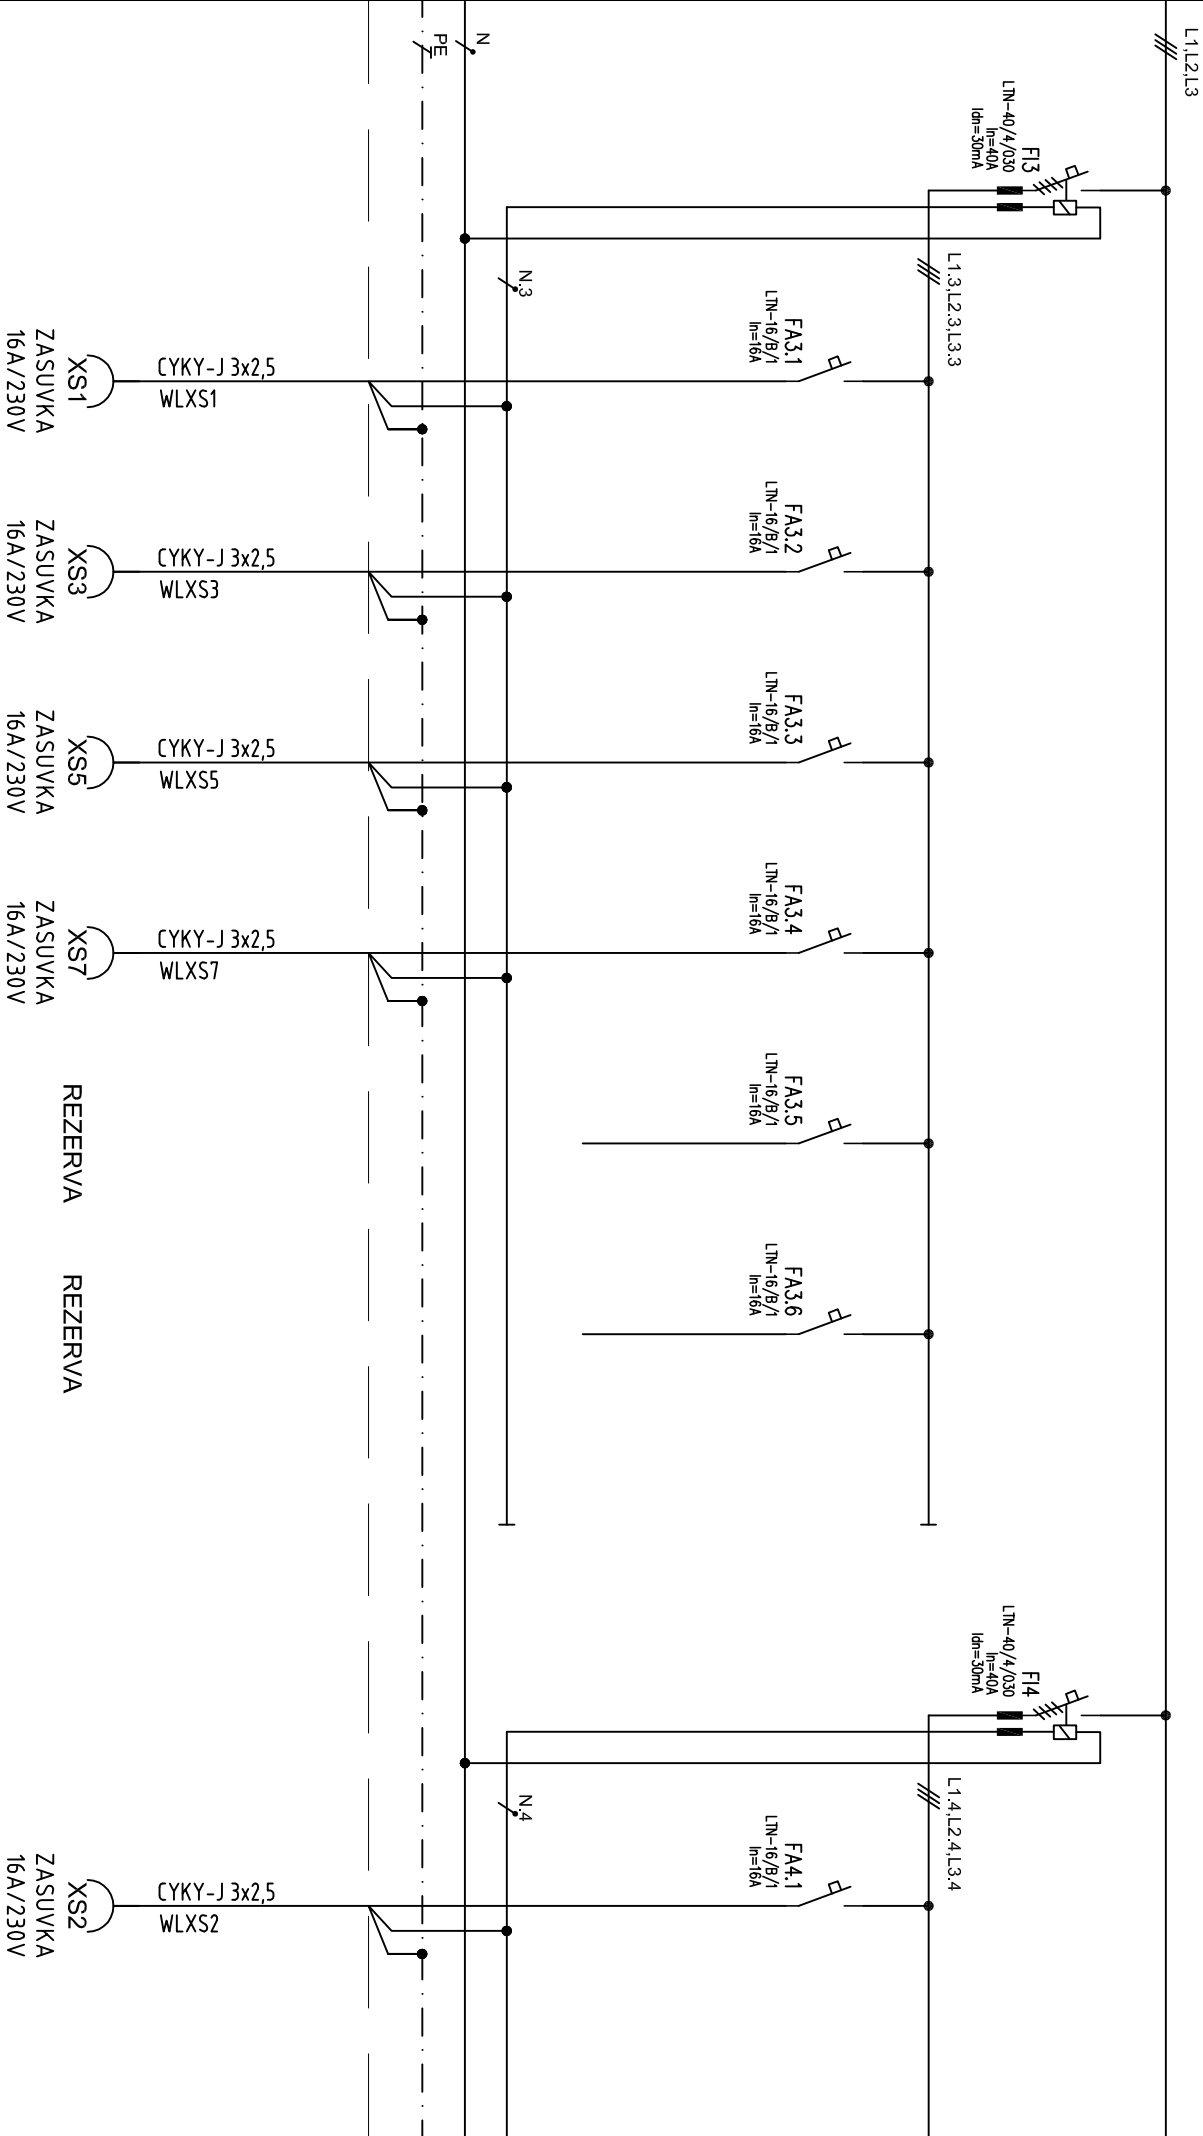 L1,L2,L3
N
PE
FI3
LTN-40/4/030
In=40A
Idn=30mA
L1.3,L2.3,L3.3
N.3
FA3.1
LTN-16/B/1
In=16A
CYKY-J 3x2,5
WLXS1
XS1
ZASUVKA
16A/230V
FA3.2
LTN-16/B/1
In=16A
CYKY-J 3x2,5
WLXS3
XS3
ZASUVKA
16A/230V
FA3.3
LTN-16/B/1
In=16A
CYKY-J 3x2,5
WLXS5
XS5
ZASUVKA
16A/230V
FA3.4
LTN-16/B/1
In=16A
CYKY-J 3x2,5
WLXS7
XS7
ZASUVKA
16A/230V
FA3.5
LTN-16/B/1
In=16A
REZERVA
FA3.6
LTN-16/B/1
In=16A
REZERVA
FI4
LTN-40/4/030
In=40A
Idn=30mA
L1.4,L2.4,L3.4
N.4
FA4.1
LTN-16/B/1
In=16A
CYKY-J 3x2,5
WLXS2
XS2
ZASUVKA
16A/230V